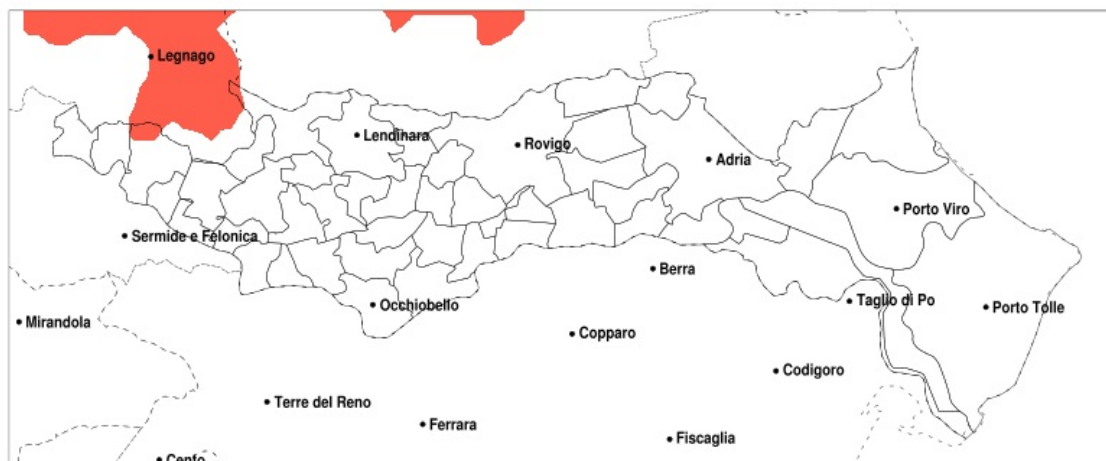 Legnago
Lendinara
Rovigo
Adria
Porto Viro
Sermide e Felonica
Berra
Taglio di Po
Porto Tolle
Occhiobello
Mirandola
Copparo
Codigoro
Terre del Reno
Ferrara
Fiscaglia
Cento